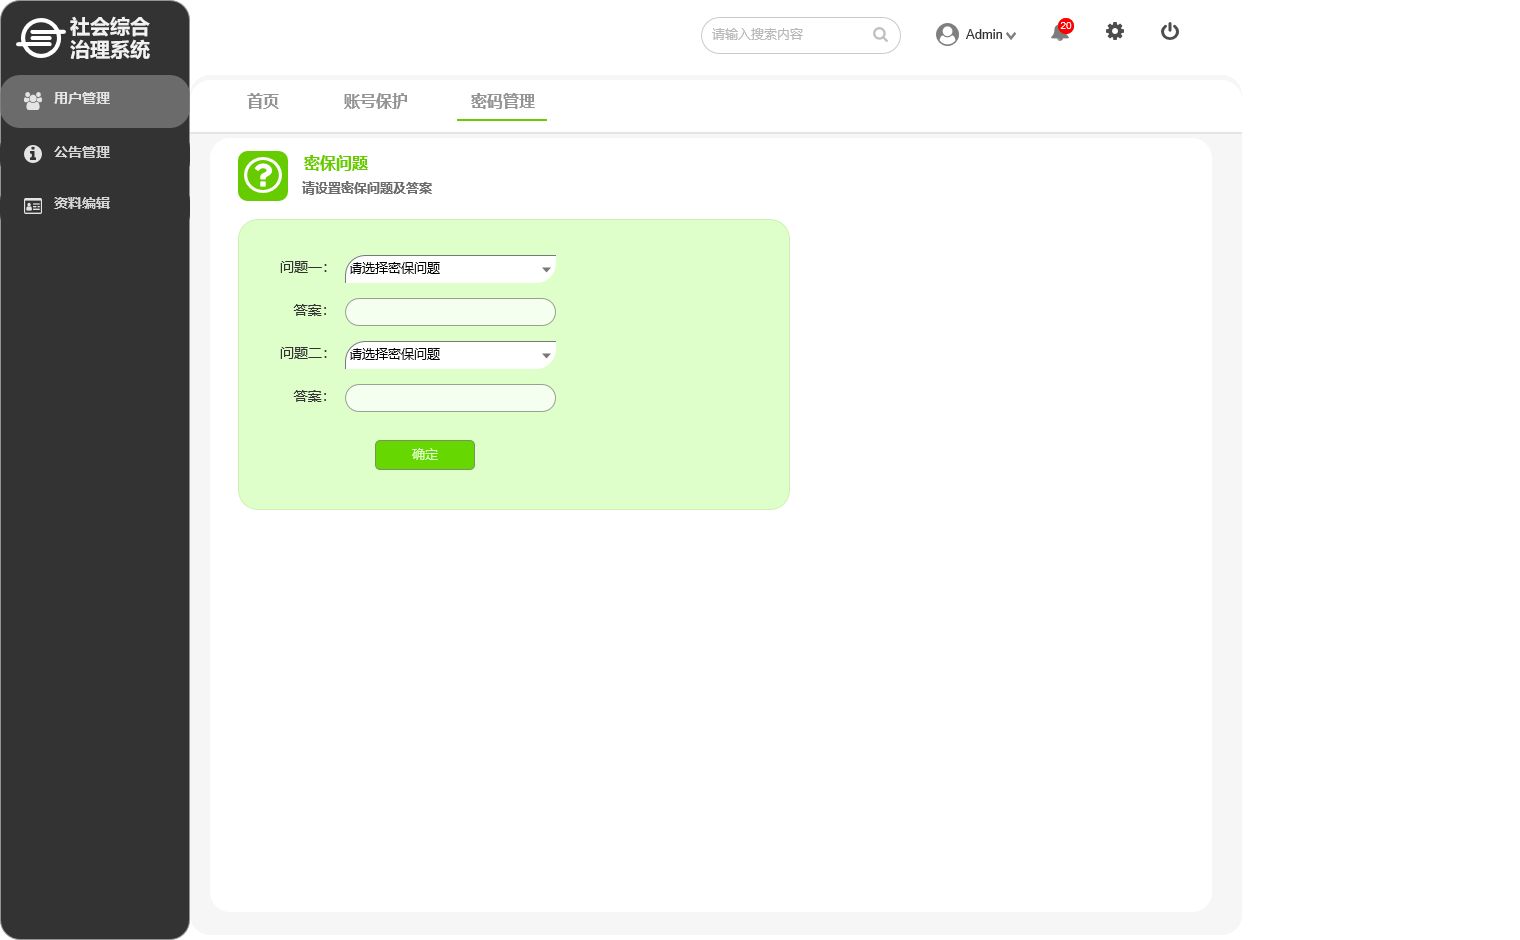 社会综合
治理系统
请输入搜索内容
Admin
20
用户管理
公告管理
资料编辑
首页
账号保护
密码管理
密保问题
请设置密保问题及答案
问题一：
请选择密保问题
答案：
问题二：
请选择密保问题
答案：
确定